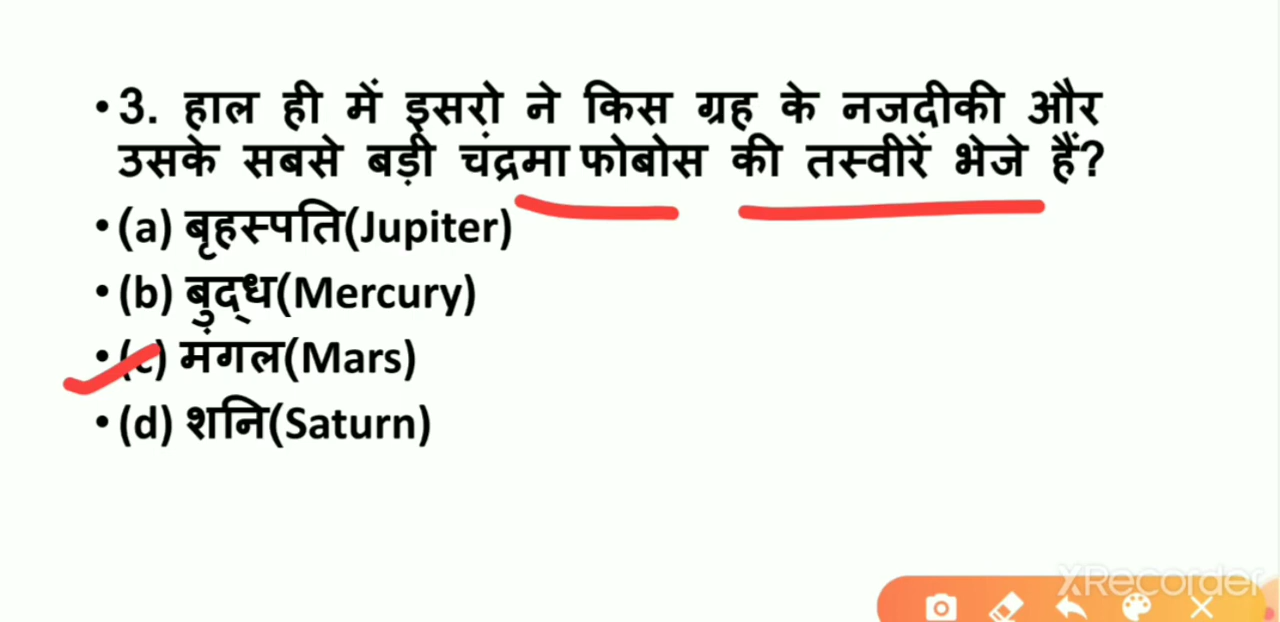 • 3. हाल ही में इसरो ने किस ग्रह के नजदीकी और
उसके सबसे बड़ी चंद्रमा फोबोस की तस्वीरें भेजे हैं?
• (a) बृहस्पति(Jupiter)
• (b) बुद्ध(Mercury)
• (c) मंगल(Mars)
• (d) शनि(Saturn)
XRecorder